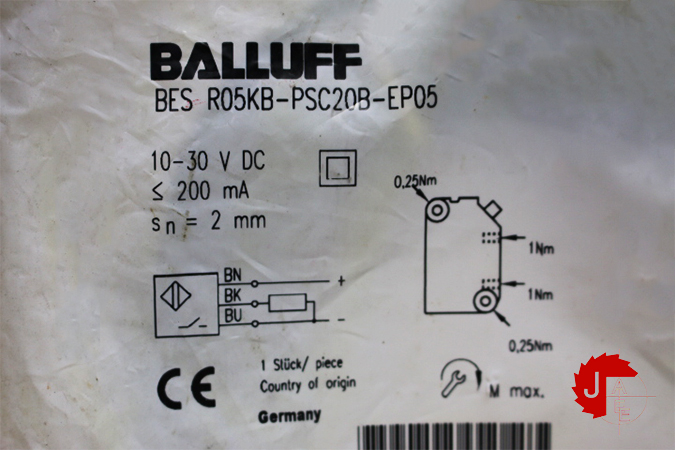 BALLUFF
BES R05KB-PSC20B-EP05
10-30 V DC
≤ 200 mA
sn = 2 mm
0,25Nm
1Nm
1Nm
0,25Nm
BN +
BK
BU -
CE
1 Stück/ piece
Country of origin
Germany
M max.
J